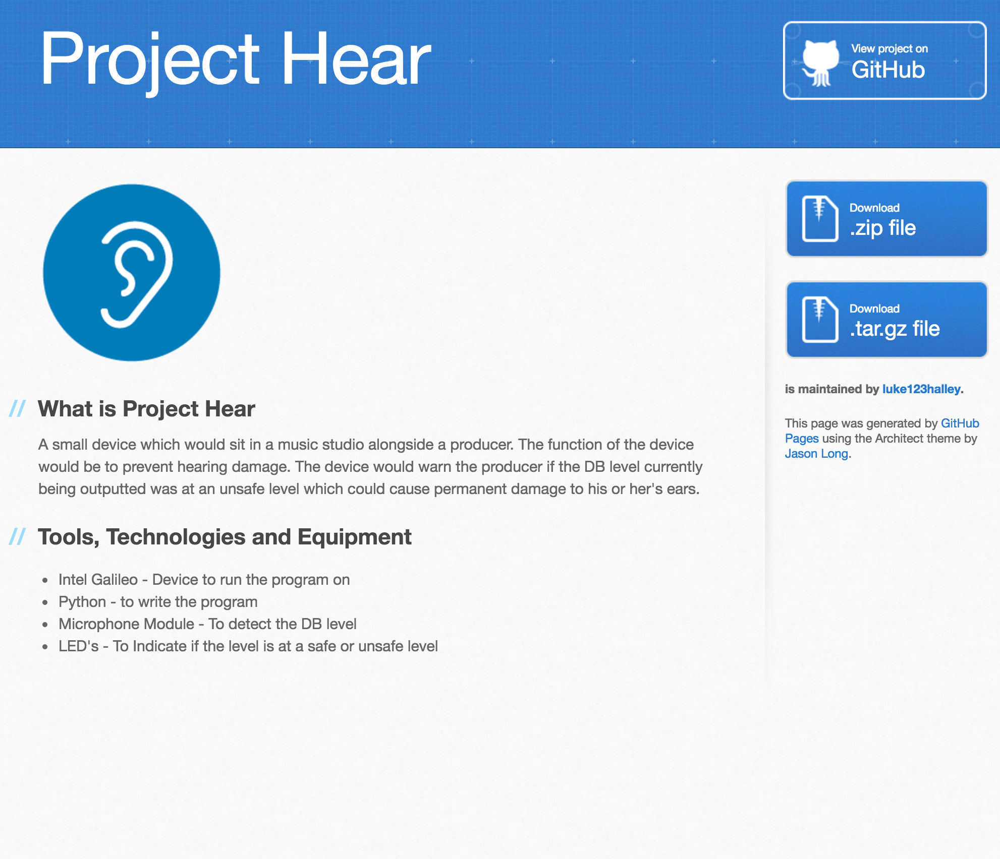 Project Hear
View project on
GitHub
Download
.zip file
Download
.tar.gz file
is maintained by luke123halley.
This page was generated by GitHub
Pages using the Architect theme by
Jason Long.
// What is Project Hear
A small device which would sit in a music studio alongside a producer. The function of the device
would be to prevent hearing damage. The device would warn the producer if the DB level currently
being outputted was at an unsafe level which could cause permanent damage to his or her's ears.
// Tools, Technologies and Equipment
• Intel Galileo - Device to run the program on
• Python - to write the program
• Microphone Module - To detect the DB level
• LED's - To Indicate if the level is at a safe or unsafe level